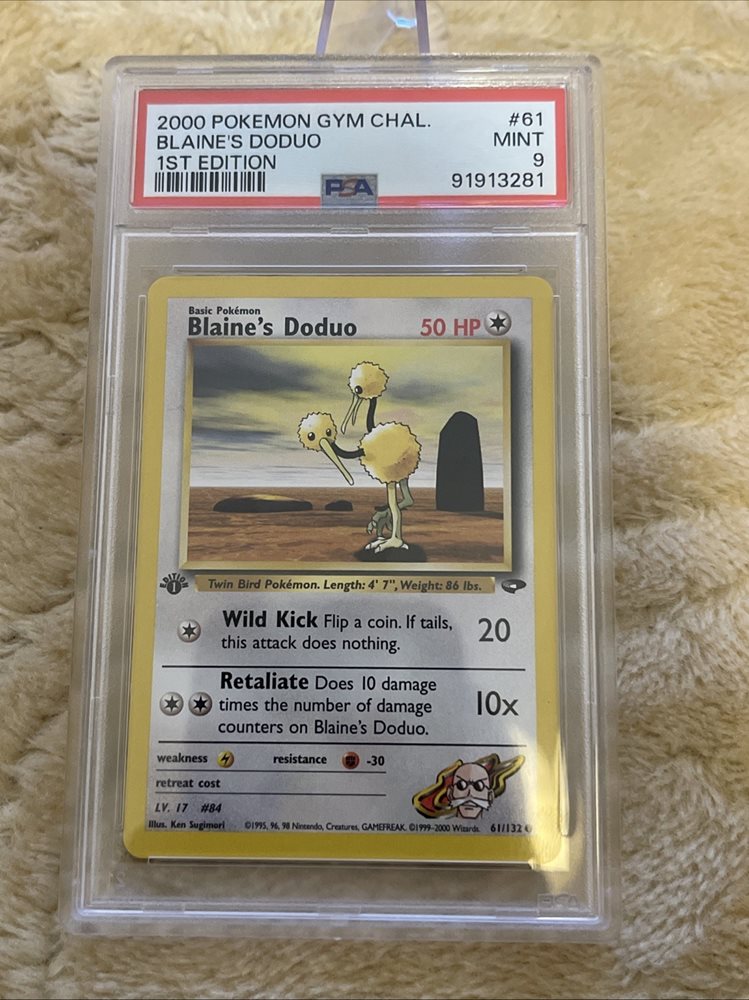 2000 POKEMON GYM CHAL. #61
BLAINE'S DODUO MINT
1ST EDITION 9
PSA 91913281
Basic Pokémon
Blaine's Doduo 50 HP
EDITION 1
Twin Bird Pokémon. Length: 4' 7", Weight: 86 lbs.
Wild Kick Flip a coin. If tails,
this attack does nothing. 20
Retaliate Does 10 damage
times the number of damage 10x
counters on Blaine's Doduo.
weakness resistance -30
retreat cost
LV. 17 #84
Illus. Ken Sugimori ©1995, 96, 98 Nintendo, Creatures, GAMEFREAK. ©1999-2000 Wizards. 61/132
PSA